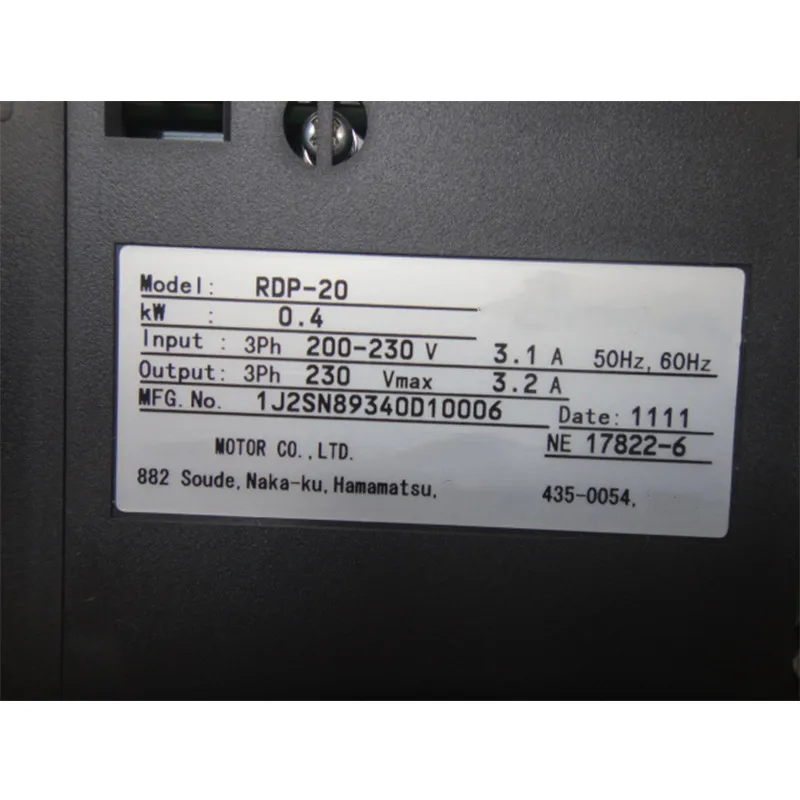 Model: RDP-20
kW : 0.4
Input : 3Ph 200-230 V 3.1 A 50Hz, 60Hz
Output: 3Ph 230 Vmax 3.2 A
MFG. No. 1J2SN89340D10006 Date: 1111
MOTOR CO., LTD. NE 17822-6
882 Soude, Naka-ku, Hamamatsu, 435-0054,